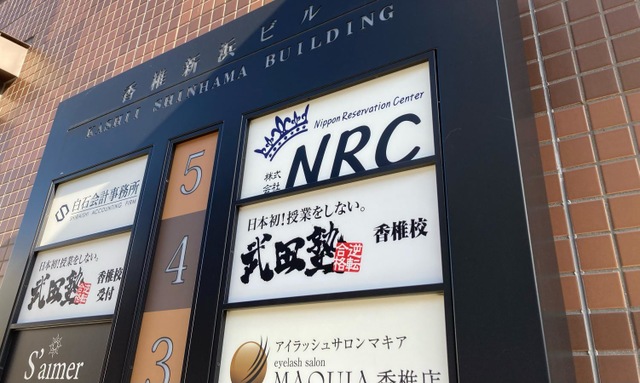 香椎新浜ビル
KASHII SHINHAMA BUILDING
白石会計事務所
SHIRAISHI ACCOUNTING FIRM
5
Nippon Reservation Center
株式会社 NRC
日本初!授業をしない。
武田塾 逆転合格
香椎校受付
4
日本初!授業をしない。
武田塾 逆転合格 香椎校
S'aimer
3
アイラッシュサロンマキア
eyelash salon
MAQUIA 香椎店